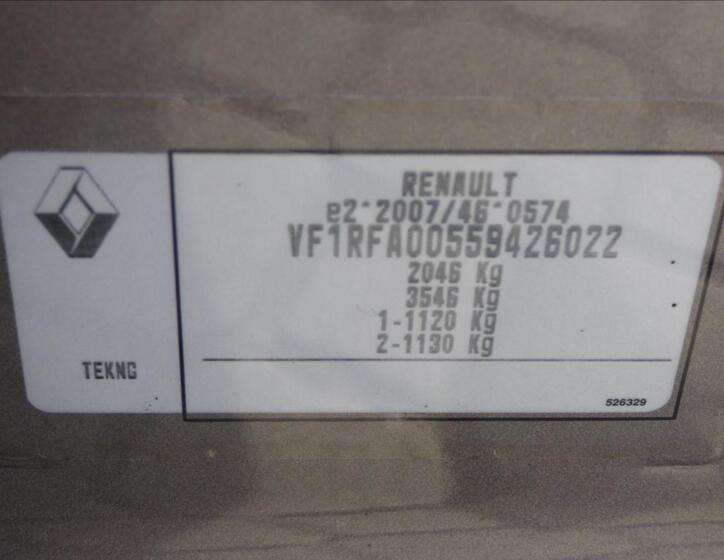 RENAULT
e2*2007/46*0574
VF1RFA00559426022
2046 Kg
3546 Kg
1-1120 Kg
2-1130 Kg
TEKNG
526329